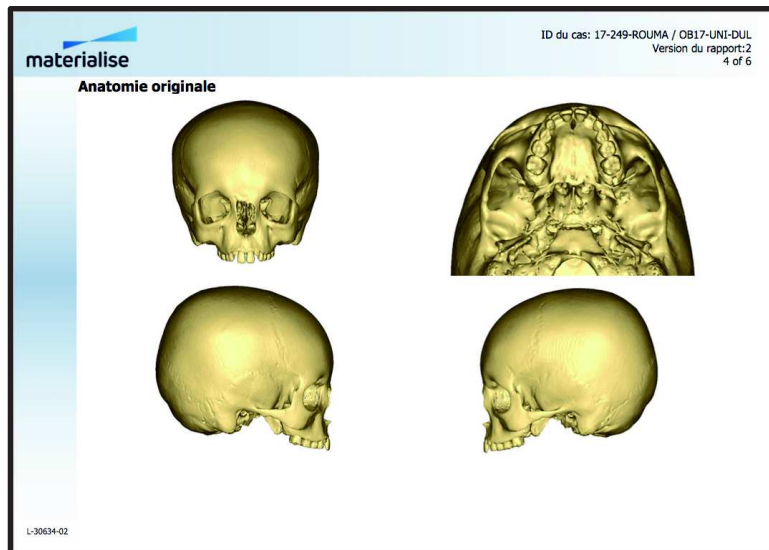 materialise
ID du cas: 17-249-ROUMA / OB17-UNI-DUL
Version du rapport:2
4 of 6
Anatomie originale
L-30634-02